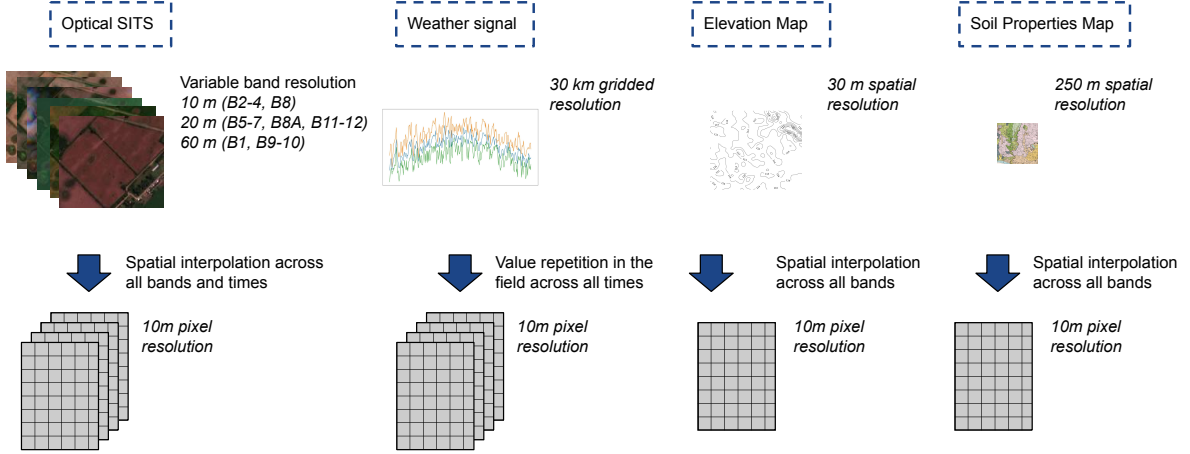 Optical SITS
Weather signal
Elevation Map
Soil Properties Map
Variable band resolution
10 m (B2-4, B8)
20 m (B5-7, B8A, B11-12)
60 m (B1, B9-10)
30 km gridded
resolution
30 m spatial
resolution
250 m spatial
resolution
Spatial interpolation across
all bands and times
Value repetition in the
field across all times
Spatial interpolation
across all bands
Spatial interpolation
across all bands
10m pixel
resolution
10m pixel
resolution
10m pixel
resolution
10m pixel
resolution